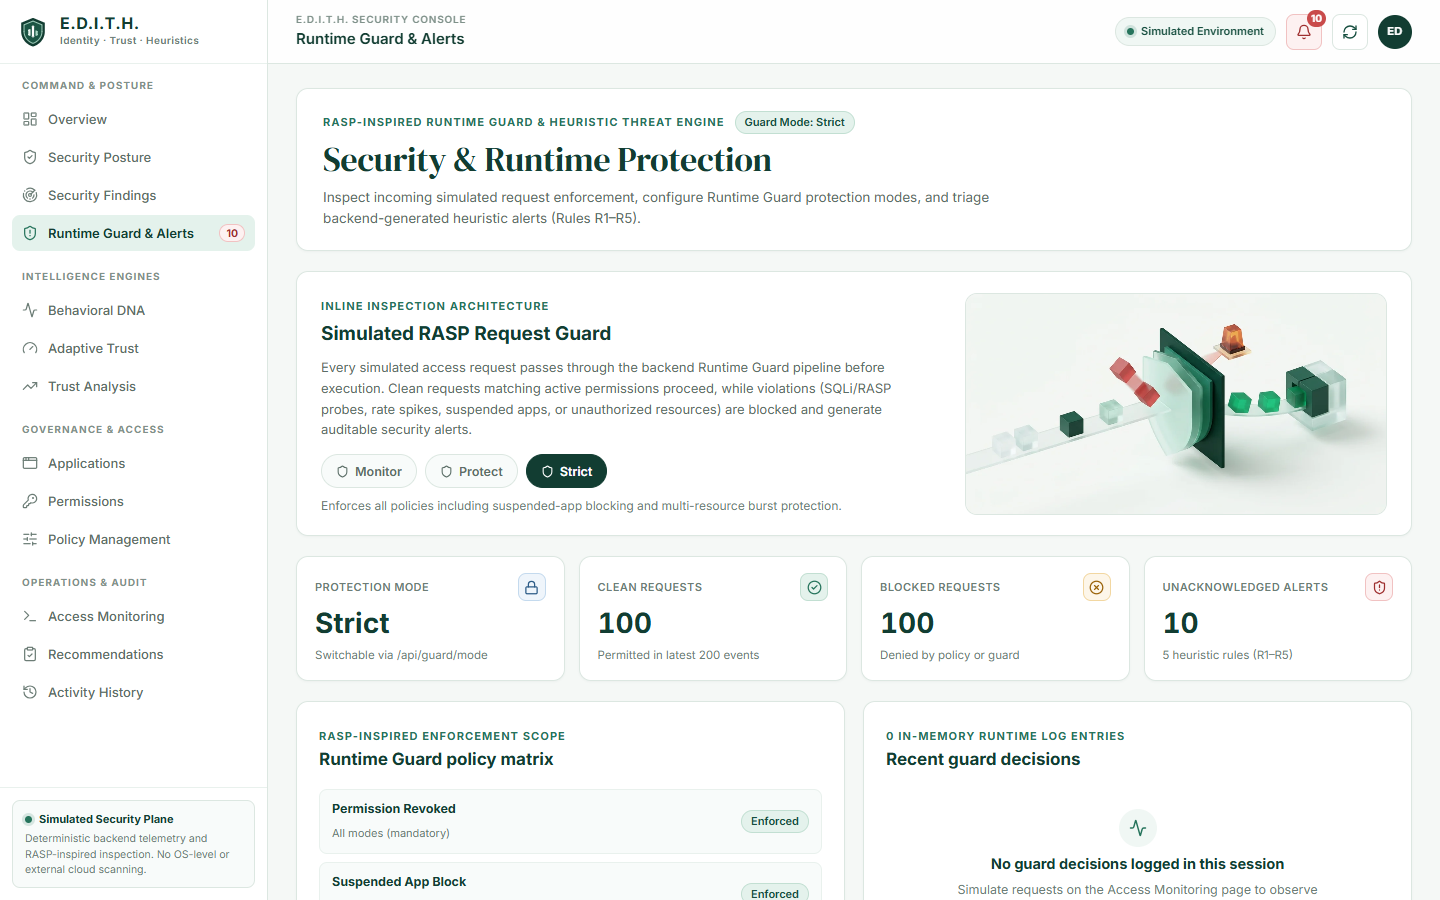 E.D.I.T.H.
Identity · Trust · Heuristics
COMMAND & POSTURE
Overview
Security Posture
Security Findings
Runtime Guard & Alerts
10
INTELLIGENCE ENGINES
Behavioral DNA
Adaptive Trust
Trust Analysis
GOVERNANCE & ACCESS
Applications
Permissions
Policy Management
OPERATIONS & AUDIT
Access Monitoring
Recommendations
Activity History
Simulated Security Plane
Deterministic backend telemetry and
RASP-inspired inspection. No OS-level or
external cloud scanning.
E.D.I.T.H. SECURITY CONSOLE
Runtime Guard & Alerts
Simulated Environment
10
ED
RASP-INSPIRED RUNTIME GUARD & HEURISTIC THREAT ENGINE
Guard Mode: Strict
Security & Runtime Protection
Inspect incoming simulated request enforcement, configure Runtime Guard protection modes, and triage
backend-generated heuristic alerts (Rules R1–R5).
INLINE INSPECTION ARCHITECTURE
Simulated RASP Request Guard
Every simulated access request passes through the backend Runtime Guard pipeline before
execution. Clean requests matching active permissions proceed, while violations (SQLi/RASP
probes, rate spikes, suspended apps, or unauthorized resources) are blocked and generate
auditable security alerts.
Monitor
Protect
Strict
Enforces all policies including suspended-app blocking and multi-resource burst protection.
PROTECTION MODE
Strict
Switchable via /api/guard/mode
CLEAN REQUESTS
100
Permitted in latest 200 events
BLOCKED REQUESTS
100
Denied by policy or guard
UNACKNOWLEDGED ALERTS
10
5 heuristic rules (R1–R5)
RASP-INSPIRED ENFORCEMENT SCOPE
Runtime Guard policy matrix
Permission Revoked
All modes (mandatory)
Enforced
Suspended App Block
Enforced
0 IN-MEMORY RUNTIME LOG ENTRIES
Recent guard decisions
No guard decisions logged in this session
Simulate requests on the Access Monitoring page to observe